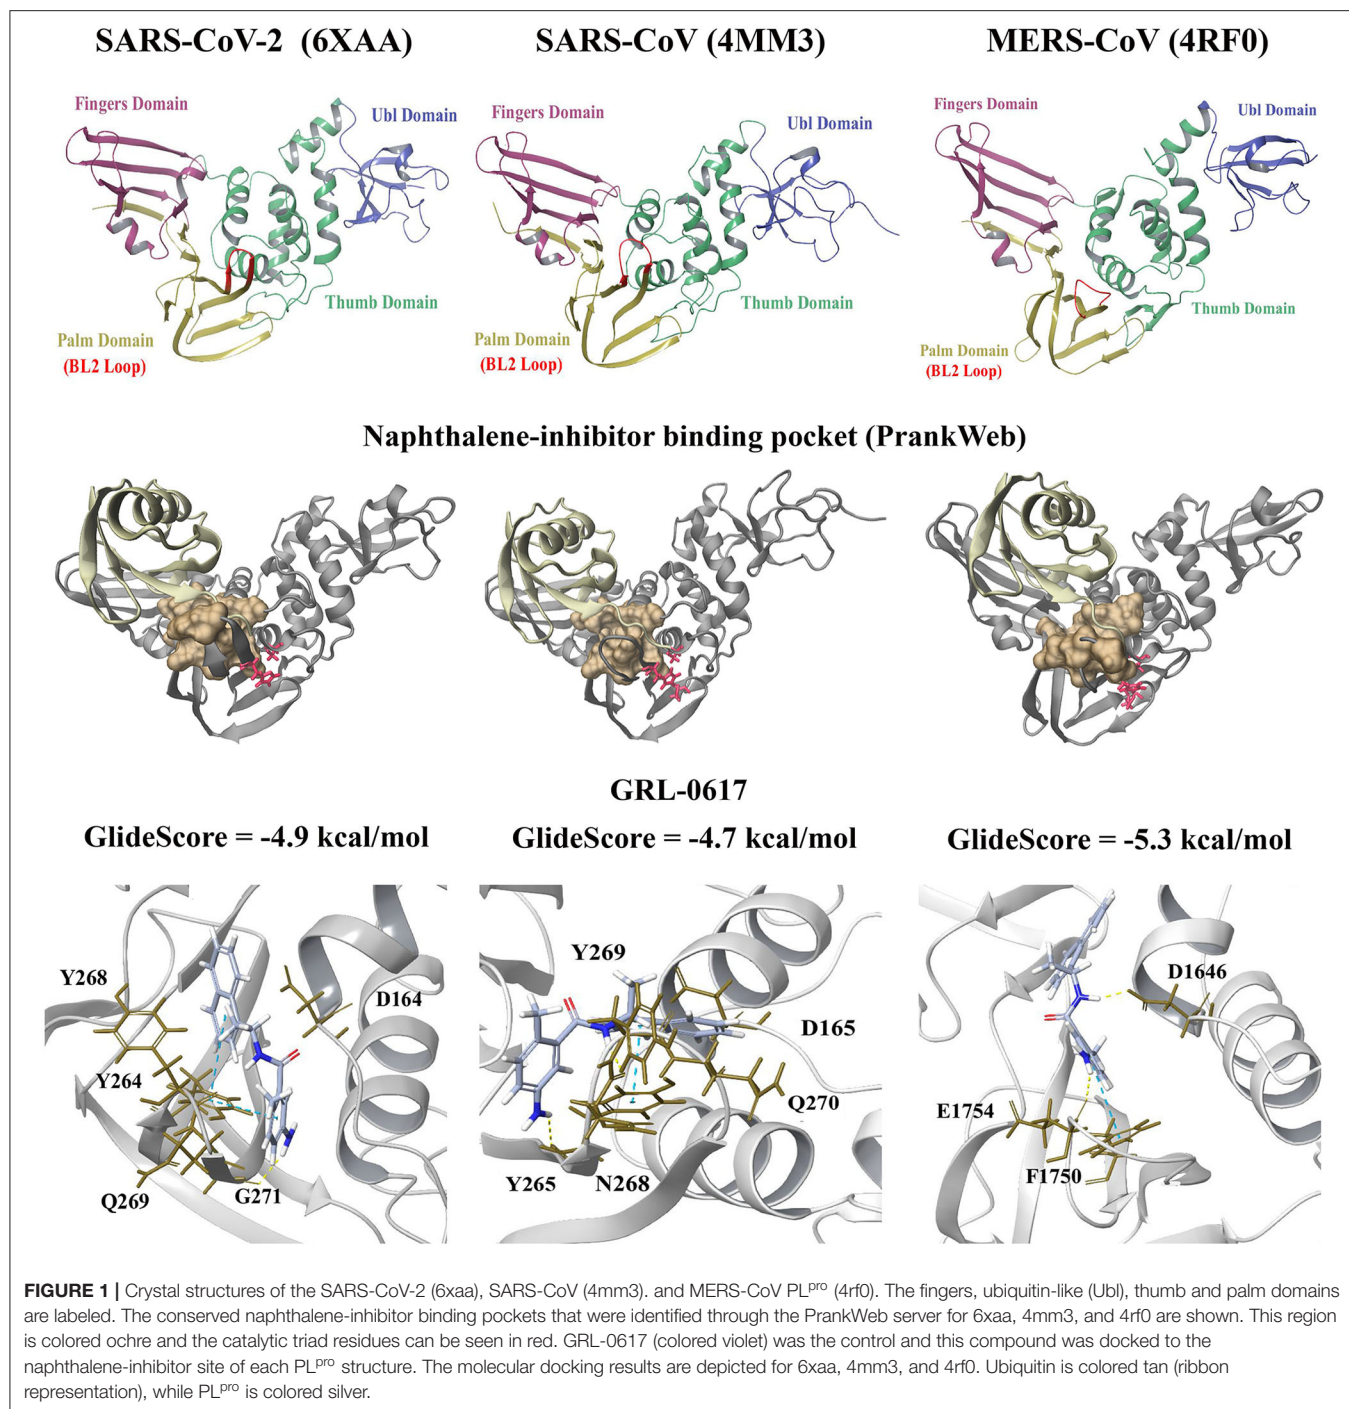 SARS-CoV-2 (6XAA)
SARS-CoV (4MM3)
MERS-CoV (4RF0)
Fingers Domain
Ubl Domain
Thumb Domain
Palm Domain
(BL2 Loop)
Fingers Domain
Ubl Domain
Thumb Domain
Palm Domain
(BL2 Loop)
Fingers Domain
Ubl Domain
Thumb Domain
Palm Domain
(BL2 Loop)
Naphthalene-inhibitor binding pocket (PrankWeb)
GRL-0617
GlideScore = -4.9 kcal/mol
GlideScore = -4.7 kcal/mol
GlideScore = -5.3 kcal/mol
Y268
D164
Y264
Q269
G271
Y269
D165
Q270
Y265
N268
D1646
E1754
F1750
FIGURE 1 | Crystal structures of the SARS-CoV-2 (6xaa), SARS-CoV (4mm3). and MERS-CoV PLpro (4rf0). The fingers, ubiquitin-like (Ubl), thumb and palm domains
are labeled. The conserved naphthalene-inhibitor binding pockets that were identified through the PrankWeb server for 6xaa, 4mm3, and 4rf0 are shown. This region
is colored ochre and the catalytic triad residues can be seen in red. GRL-0617 (colored violet) was the control and this compound was docked to the
naphthalene-inhibitor site of each PLpro structure. The molecular docking results are depicted for 6xaa, 4mm3, and 4rf0. Ubiquitin is colored tan (ribbon
representation), while PLpro is colored silver.